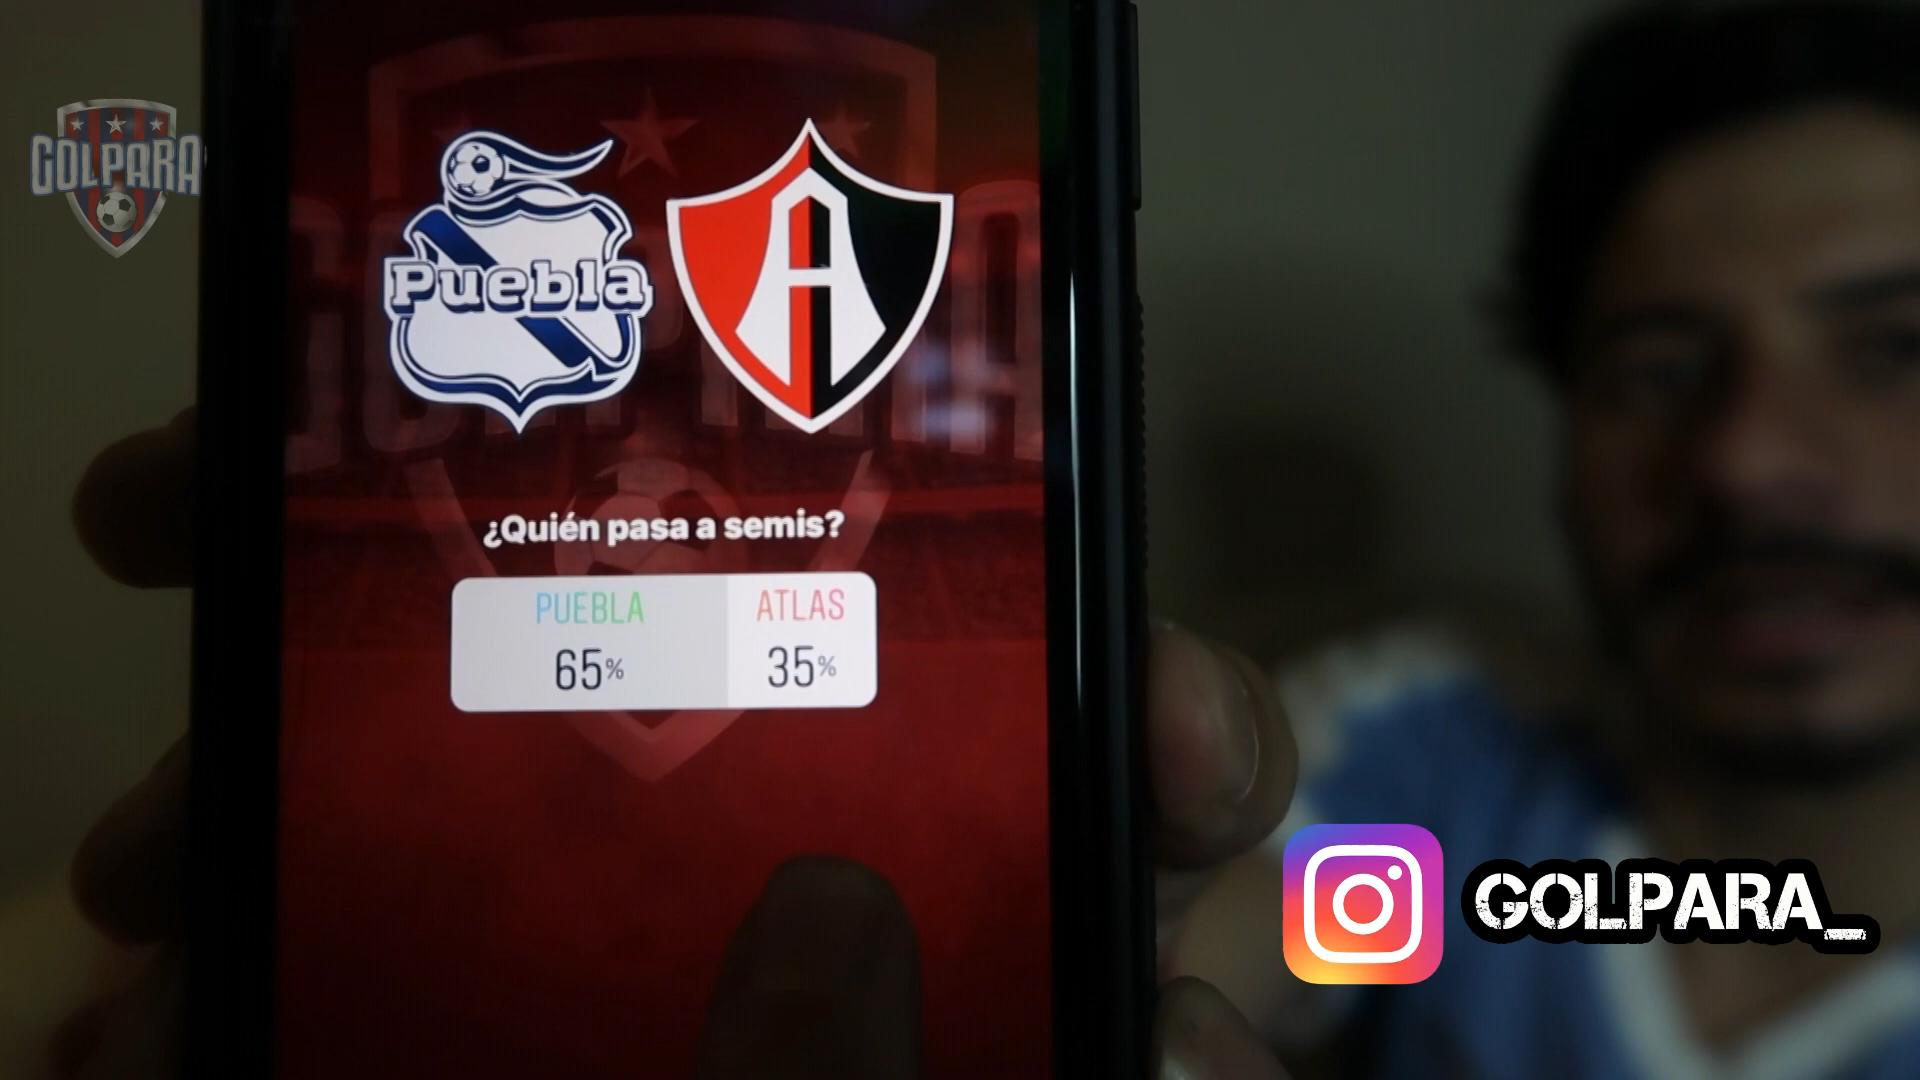 GOLPARA
Puebla
A
¿Quién pasa a semis?
PUEBLA
ATLAS
65%
35%
GOLPARA_